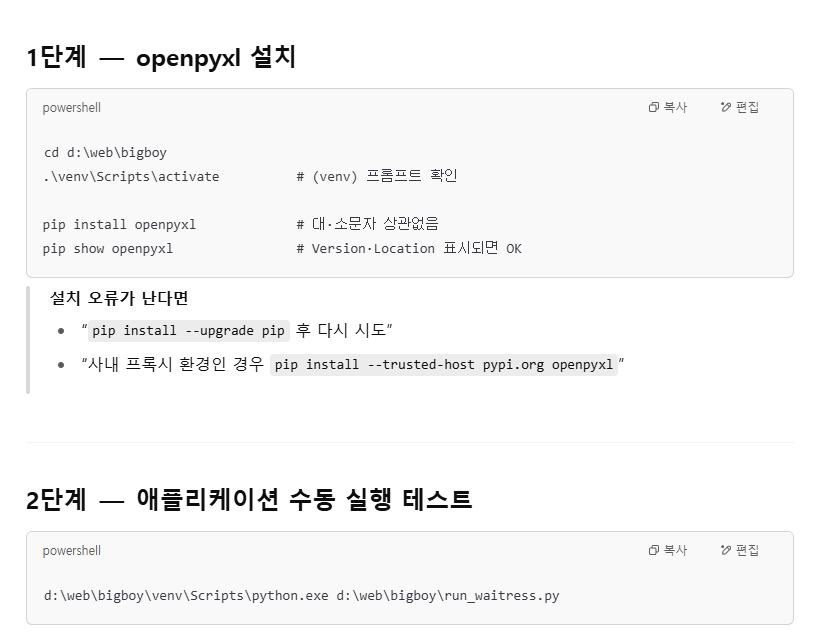 1단계 — openpyxl 설치
powershell 복사 편집
cd d:\web\bigboy
.\venv\Scripts\activate # (venv) 프롬프트 확인
pip install openpyxl # 대·소문자 상관없음
pip show openpyxl # Version·Location 표시되면 OK
설치 오류가 난다면
• “pip install --upgrade pip 후 다시 시도”
• “사내 프록시 환경인 경우 pip install --trusted-host pypi.org openpyxl”
2단계 — 애플리케이션 수동 실행 테스트
powershell 복사 편집
d:\web\bigboy\venv\Scripts\python.exe d:\web\bigboy\run_waitress.py